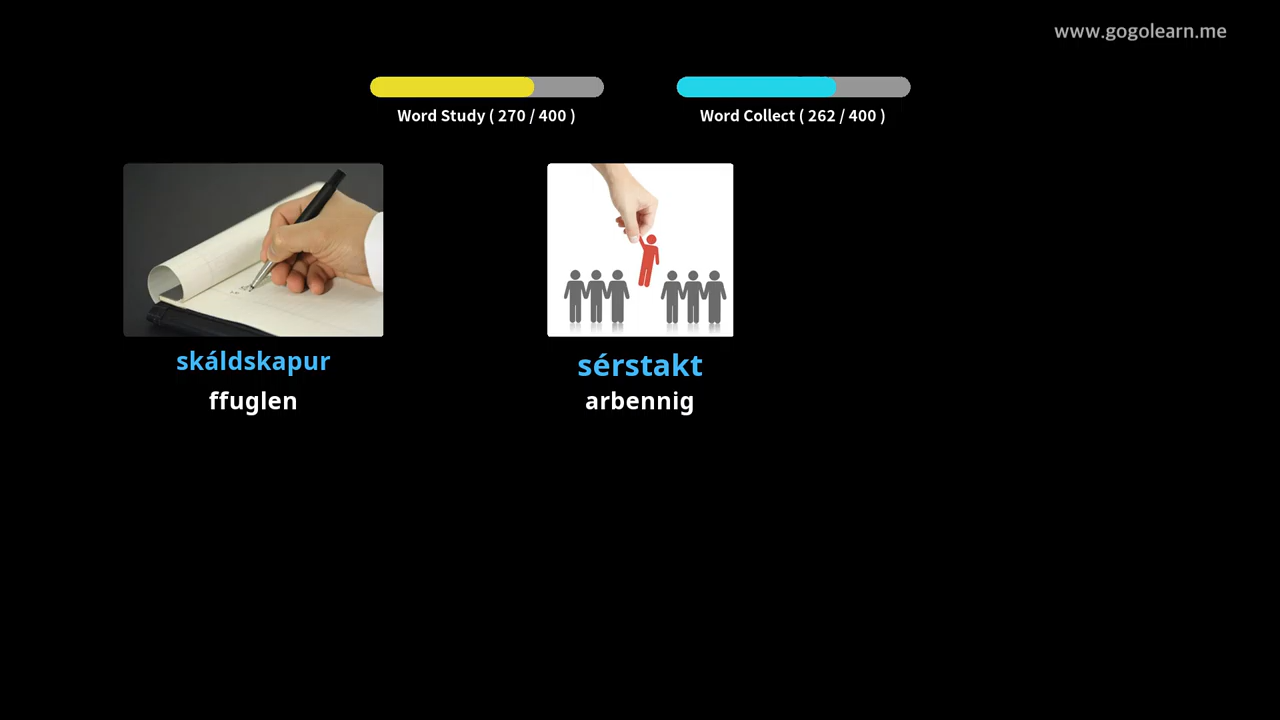 www.gogolearn.me
Word Study ( 270 / 400 )
Word Collect ( 262 / 400 )
skáldskapur
sérstakt
ffuglen
arbennig